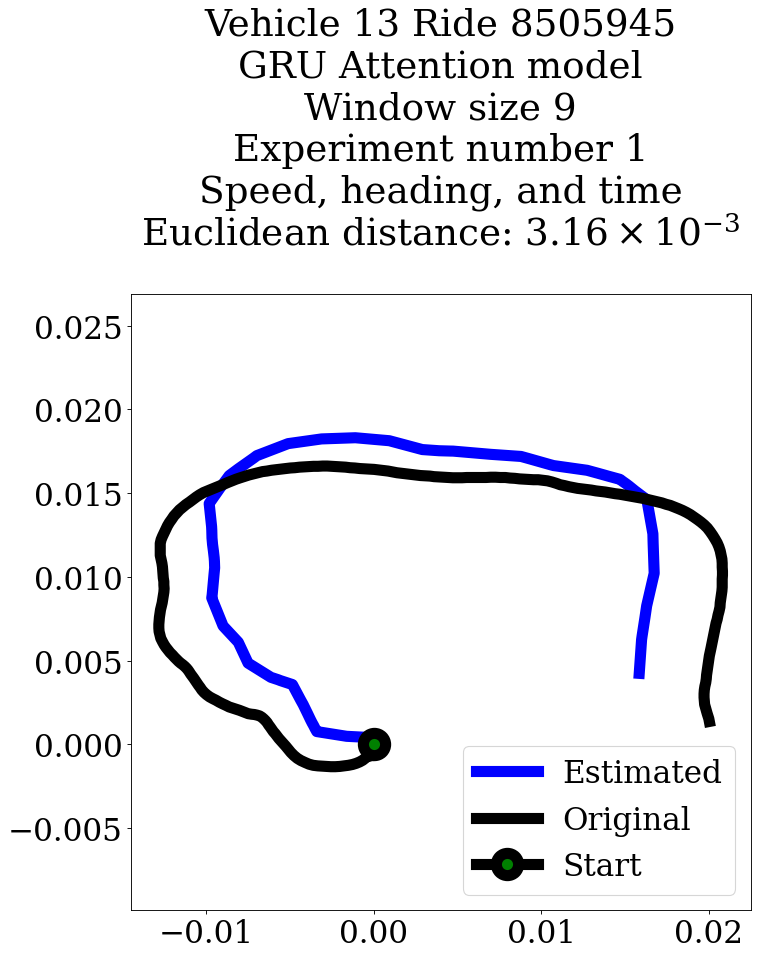 Vehicle 13 Ride 8505945
GRU Attention model
Window size 9
Experiment number 1
Speed, heading, and time
Euclidean distance: 3.16 × 10⁻³
0.025
0.020
0.015
0.010
0.005
0.000
−0.005
−0.01
0.00
0.01
0.02
Estimated
Original
Start